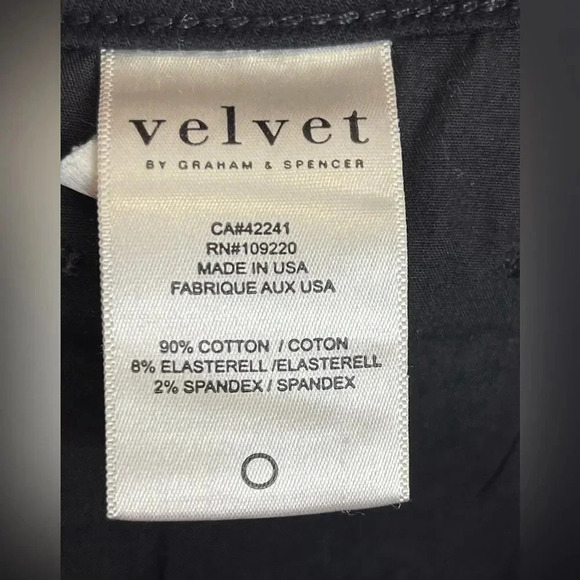 velvet
BY GRAHAM & SPENCER
CA#42241
RN#109220
MADE IN USA
FABRIQUE AUX USA
90% COTTON / COTON
8% ELASTERELL /ELASTERELL
2% SPANDEX / SPANDEX